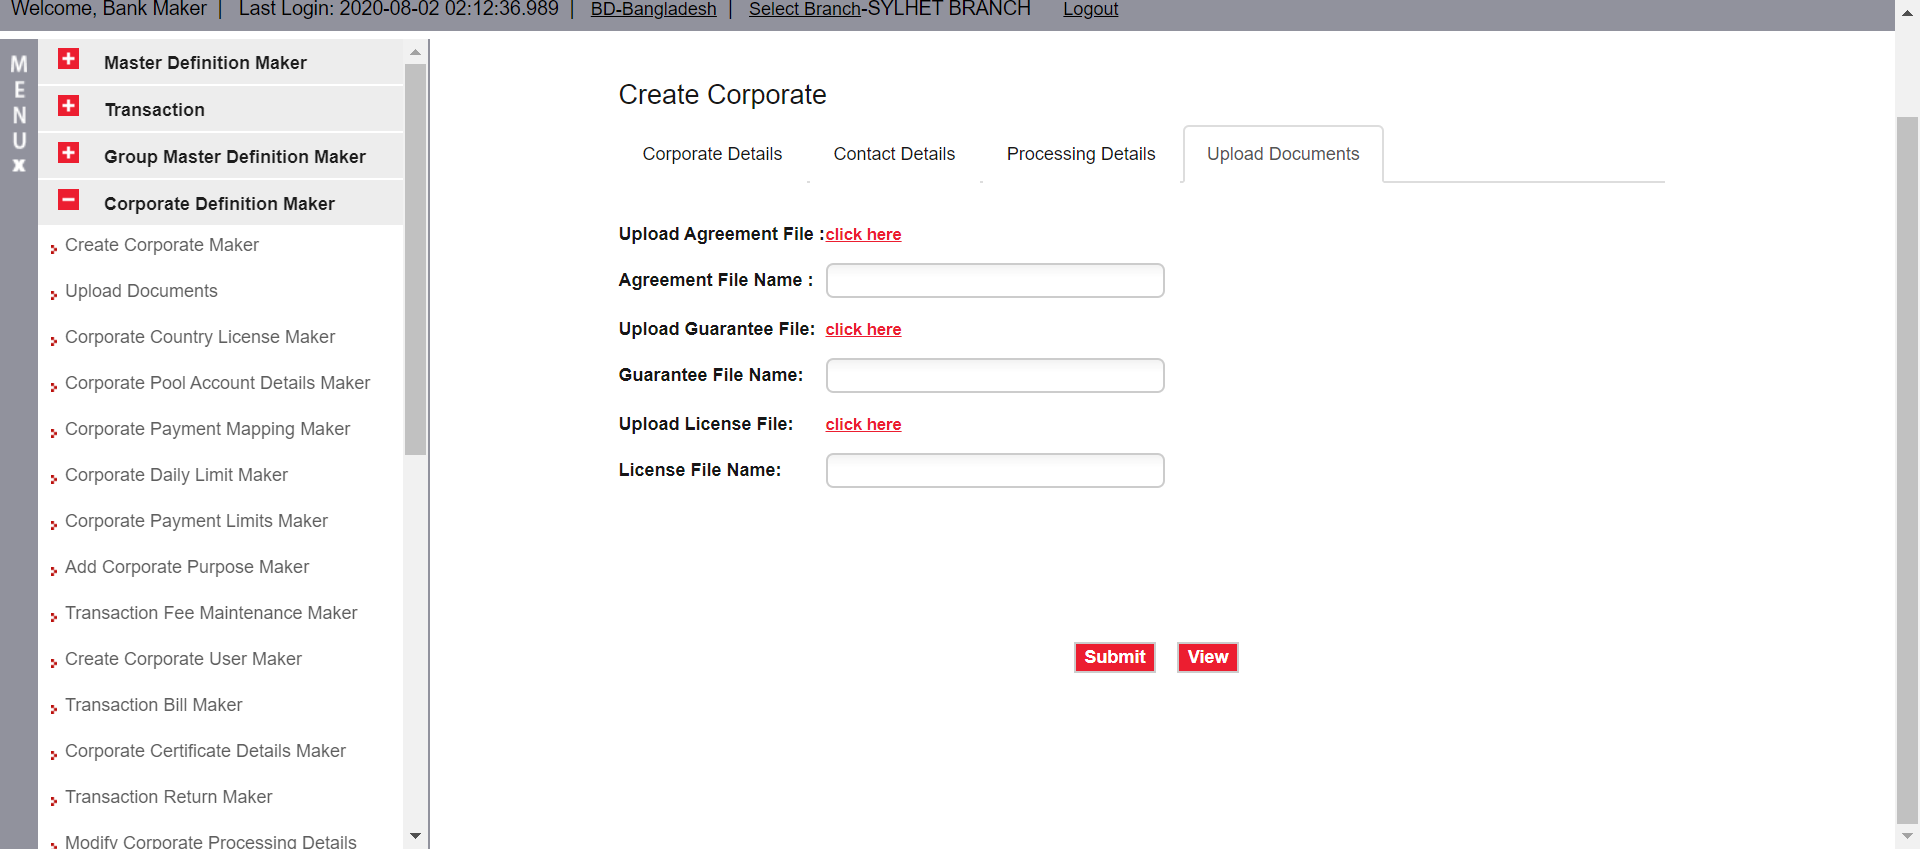 Welcome, Bank Maker | Last Login: 2020-08-02 02:12:36.989 | BD-Bangladesh | Select Branch-SYLHET BRANCH Logout
MENU
x
Master Definition Maker
Transaction
Group Master Definition Maker
Corporate Definition Maker
Create Corporate Maker
Upload Documents
Corporate Country License Maker
Corporate Pool Account Details Maker
Corporate Payment Mapping Maker
Corporate Daily Limit Maker
Corporate Payment Limits Maker
Add Corporate Purpose Maker
Transaction Fee Maintenance Maker
Create Corporate User Maker
Transaction Bill Maker
Corporate Certificate Details Maker
Transaction Return Maker
Modify Corporate Processing Details
Create Corporate
Corporate Details Contact Details Processing Details Upload Documents
Upload Agreement File :click here
Agreement File Name :
Upload Guarantee File: click here
Guarantee File Name:
Upload License File: click here
License File Name:
Submit View